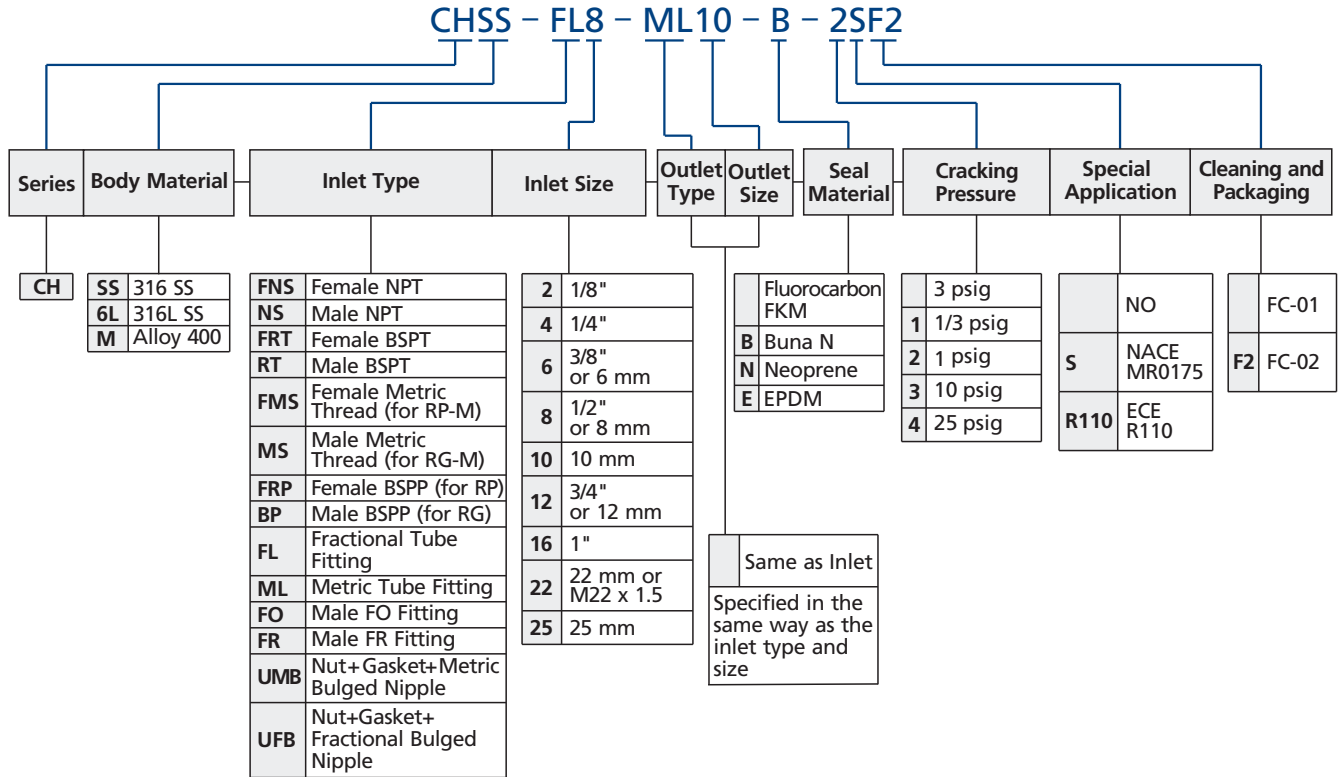 CHSS – FL8 – ML10 – B – 2SF2
Series
Body Material
Inlet Type
Inlet Size
Outlet
Type
Outlet
Size
Seal
Material
Cracking
Pressure
Special
Application
Cleaning and
Packaging
CH
SS 316 SS
6L 316L SS
M Alloy 400
FNS Female NPT
NS Male NPT
FRT Female BSPT
RT Male BSPT
FMS Female Metric
Thread (for RP-M)
MS Male Metric
Thread (for RG-M)
FRP Female BSPP (for RP)
BP Male BSPP (for RG)
FL Fractional Tube
Fitting
ML Metric Tube Fitting
FO Male FO Fitting
FR Male FR Fitting
UMB Nut+Gasket+Metric
Bulged Nipple
UFB Nut+Gasket+
Fractional Bulged
Nipple
2 1/8"
4 1/4"
6 3/8"
or 6 mm
8 1/2"
or 8 mm
10 10 mm
12 3/4"
or 12 mm
16 1"
22 22 mm or
M22 x 1.5
25 25 mm
Same as Inlet
Specified in the
same way as the
inlet type and
size
Fluorocarbon
FKM
B Buna N
N Neoprene
E EPDM
3 psig
1 1/3 psig
2 1 psig
3 10 psig
4 25 psig
NO
S NACE
MR0175
R110 ECE
R110
FC-01
F2 FC-02